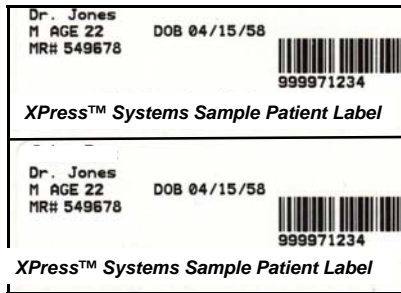 Dr. Jones
M AGE 22 DOB 04/15/58
MR# 549678
999971234
XPress™ Systems Sample Patient Label
Dr. Jones
M AGE 22 DOB 04/15/58
MR# 549678
999971234
XPress™ Systems Sample Patient Label